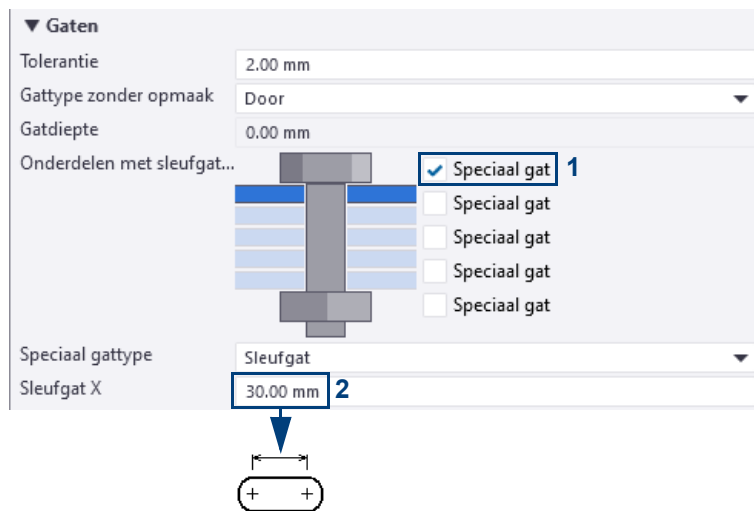 ▼ Gaten
Tolerantie 2.00 mm
Gattype zonder opmaak Door
Gatdiepte 0.00 mm
Onderdelen met sleufgat... Speciaal gat 1
Speciaal gat
Speciaal gat
Speciaal gat
Speciaal gat
Speciaal gattype Sleufgat
Sleufgat X 30.00 mm 2